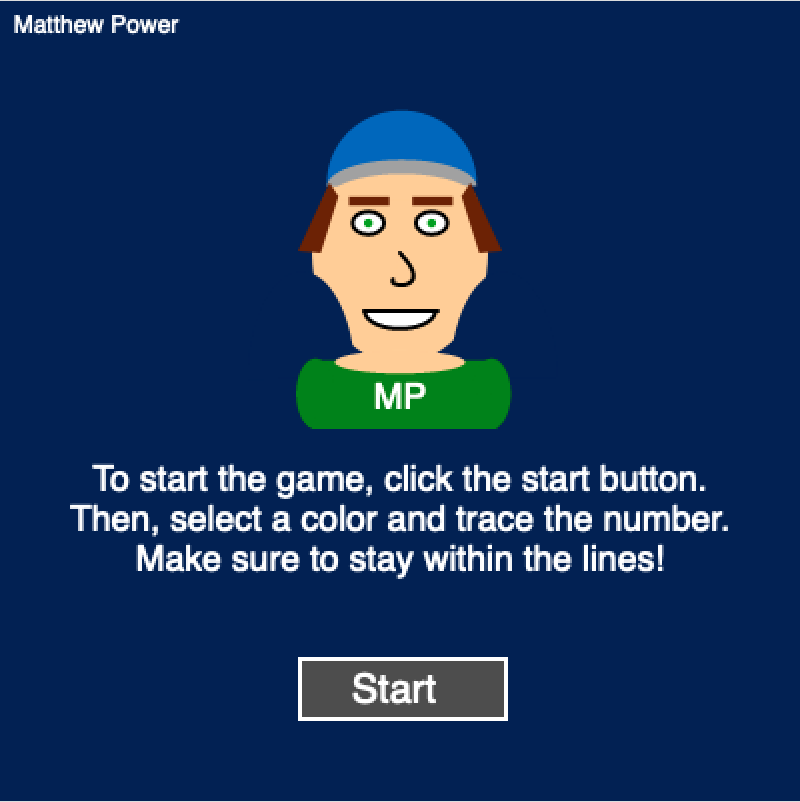 Matthew Power
MP
To start the game, click the start button.
Then, select a color and trace the number.
Make sure to stay within the lines!
Start